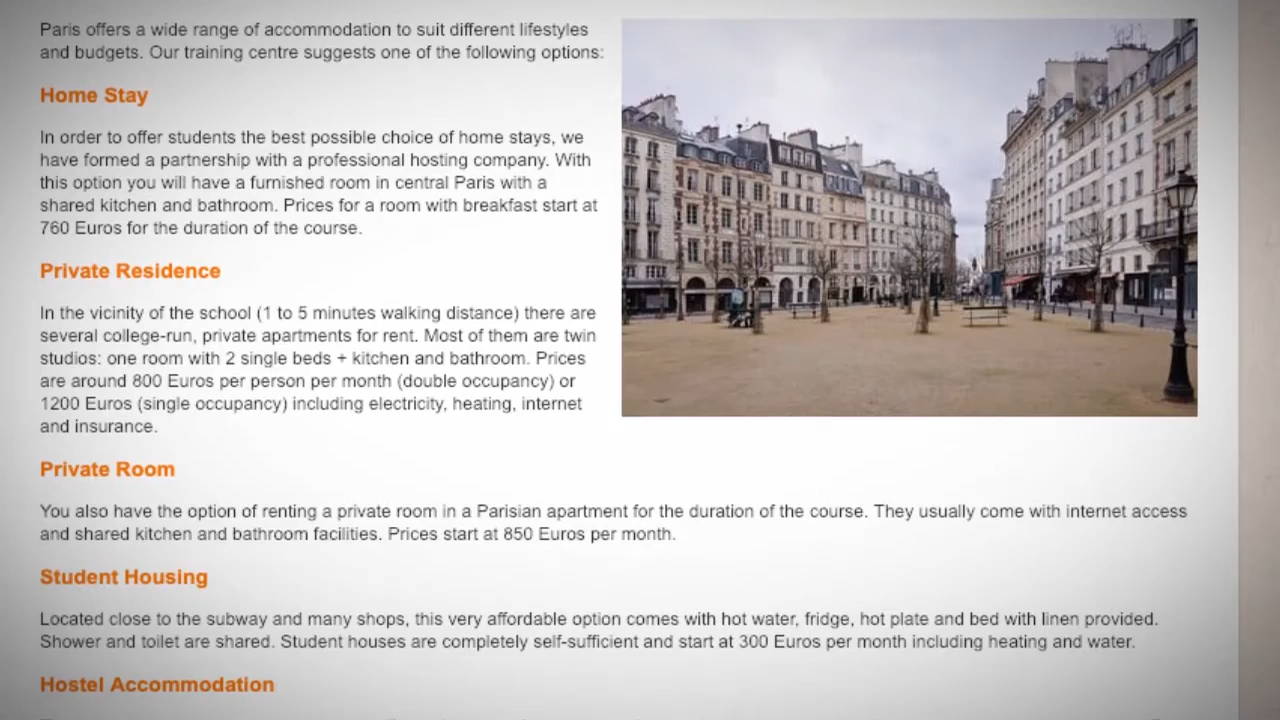 Paris offers a wide range of accommodation to suit different lifestyles
and budgets. Our training centre suggests one of the following options:
Home Stay
In order to offer students the best possible choice of home stays, we
have formed a partnership with a professional hosting company. With
this option you will have a furnished room in central Paris with a
shared kitchen and bathroom. Prices for a room with breakfast start at
760 Euros for the duration of the course.
Private Residence
In the vicinity of the school (1 to 5 minutes walking distance) there are
several college-run, private apartments for rent. Most of them are twin
studios: one room with 2 single beds + kitchen and bathroom. Prices
are around 800 Euros per person per month (double occupancy) or
1200 Euros (single occupancy) including electricity, heating, internet
and insurance.
Private Room
You also have the option of renting a private room in a Parisian apartment for the duration of the course. They usually come with internet access
and shared kitchen and bathroom facilities. Prices start at 850 Euros per month.
Student Housing
Located close to the subway and many shops, this very affordable option comes with hot water, fridge, hot plate and bed with linen provided.
Shower and toilet are shared. Student houses are completely self-sufficient and start at 300 Euros per month including heating and water.
Hostel Accommodation